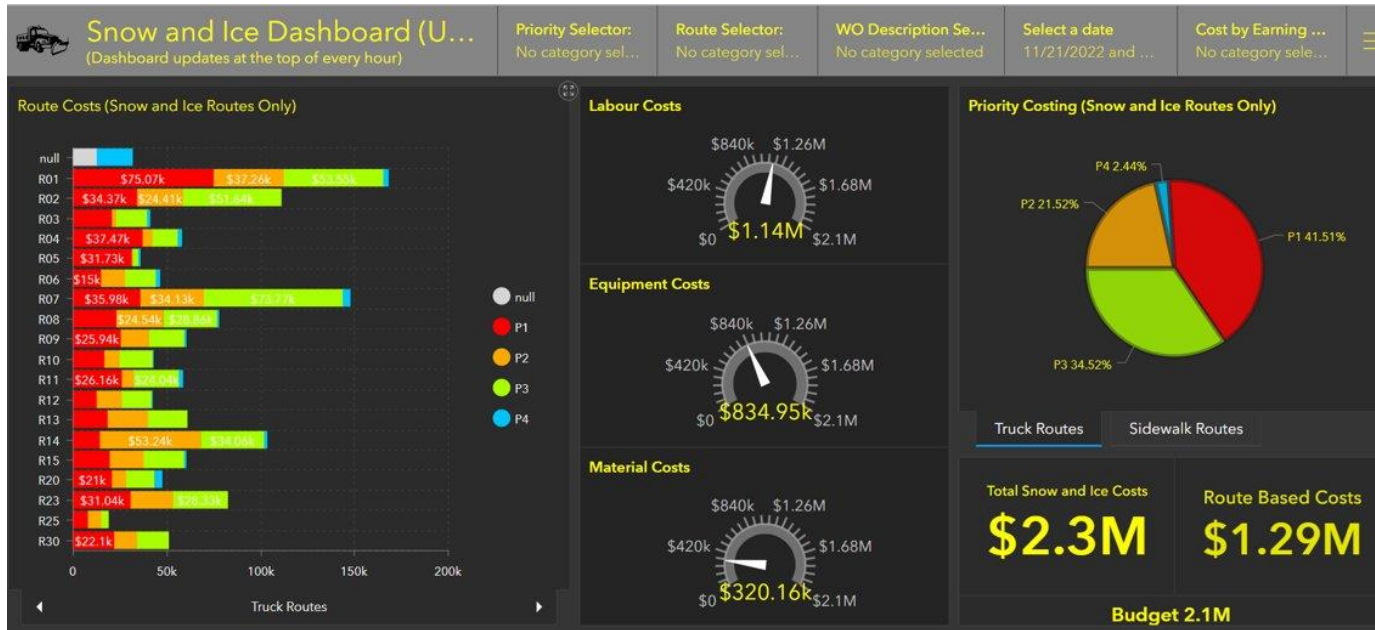 Snow and Ice Dashboard (U...
(Dashboard updates at the top of every hour)
Priority Selector:
No category sel...
Route Selector:
No category sel...
WO Description Se...
No category selected
Select a date
11/21/2022 and ...
Cost by Earning ...
No category sele...
Route Costs (Snow and Ice Routes Only)
null
R01 $75.07k $37.26k $53.55k
R02 $34.37k $24.41k $51.64k
R03
R04 $37.47k
R05 $31.73k
R06 $15k
R07 $35.98k $34.13k $73.77k
R08 $24.54k $28.86k
R09 $25.94k
R10
R11 $26.16k $24.04k
R12
R13
R14 $53.24k $34.06k
R15
R20 $21k
R23 $31.04k $28.33k
R25
R30 $22.1k
0 50k 100k 150k 200k
null
P1
P2
P3
P4
Truck Routes
Labour Costs
$840k $1.26M
$420k $1.68M
$0 $1.14M $2.1M
Equipment Costs
$840k $1.26M
$420k $1.68M
$0 $834.95k $2.1M
Material Costs
$840k $1.26M
$420k $1.68M
$0 $320.16k $2.1M
Priority Costing (Snow and Ice Routes Only)
P4 2.44%
P2 21.52%
P1 41.51%
P3 34.52%
Truck Routes Sidewalk Routes
Total Snow and Ice Costs
$2.3M
Route Based Costs
$1.29M
Budget 2.1M